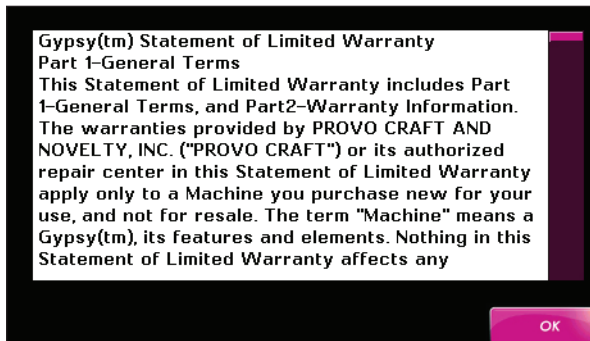 Gypsy(tm) Statement of Limited Warranty
Part 1-General Terms
This Statement of Limited Warranty includes Part
1-General Terms, and Part2-Warranty Information.
The warranties provided by PROVO CRAFT AND
NOVELTY, INC. ("PROVO CRAFT") or its authorized
repair center in this Statement of Limited Warranty
apply only to a Machine you purchase new for your
use, and not for resale. The term "Machine" means a
Gypsy(tm), its features and elements. Nothing in this
Statement of Limited Warranty affects any
OK